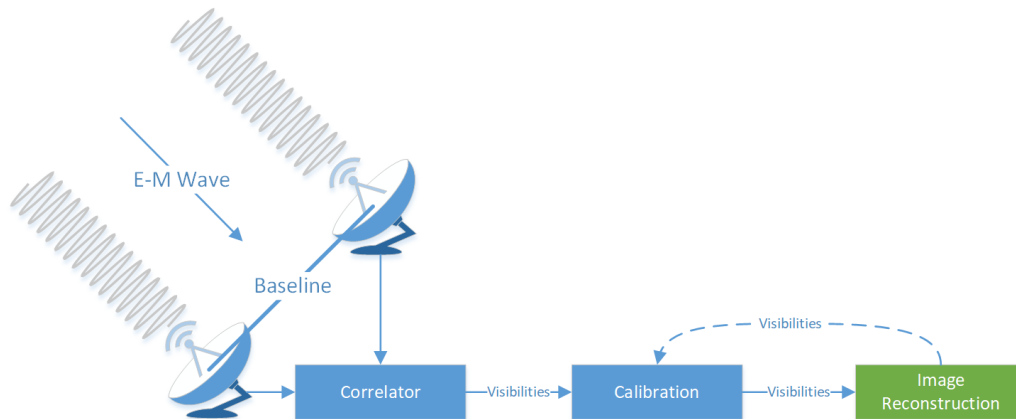 E-M Wave
Baseline
Visibilities
Correlator
Visibilities
Calibration
Visibilities
Image
Reconstruction